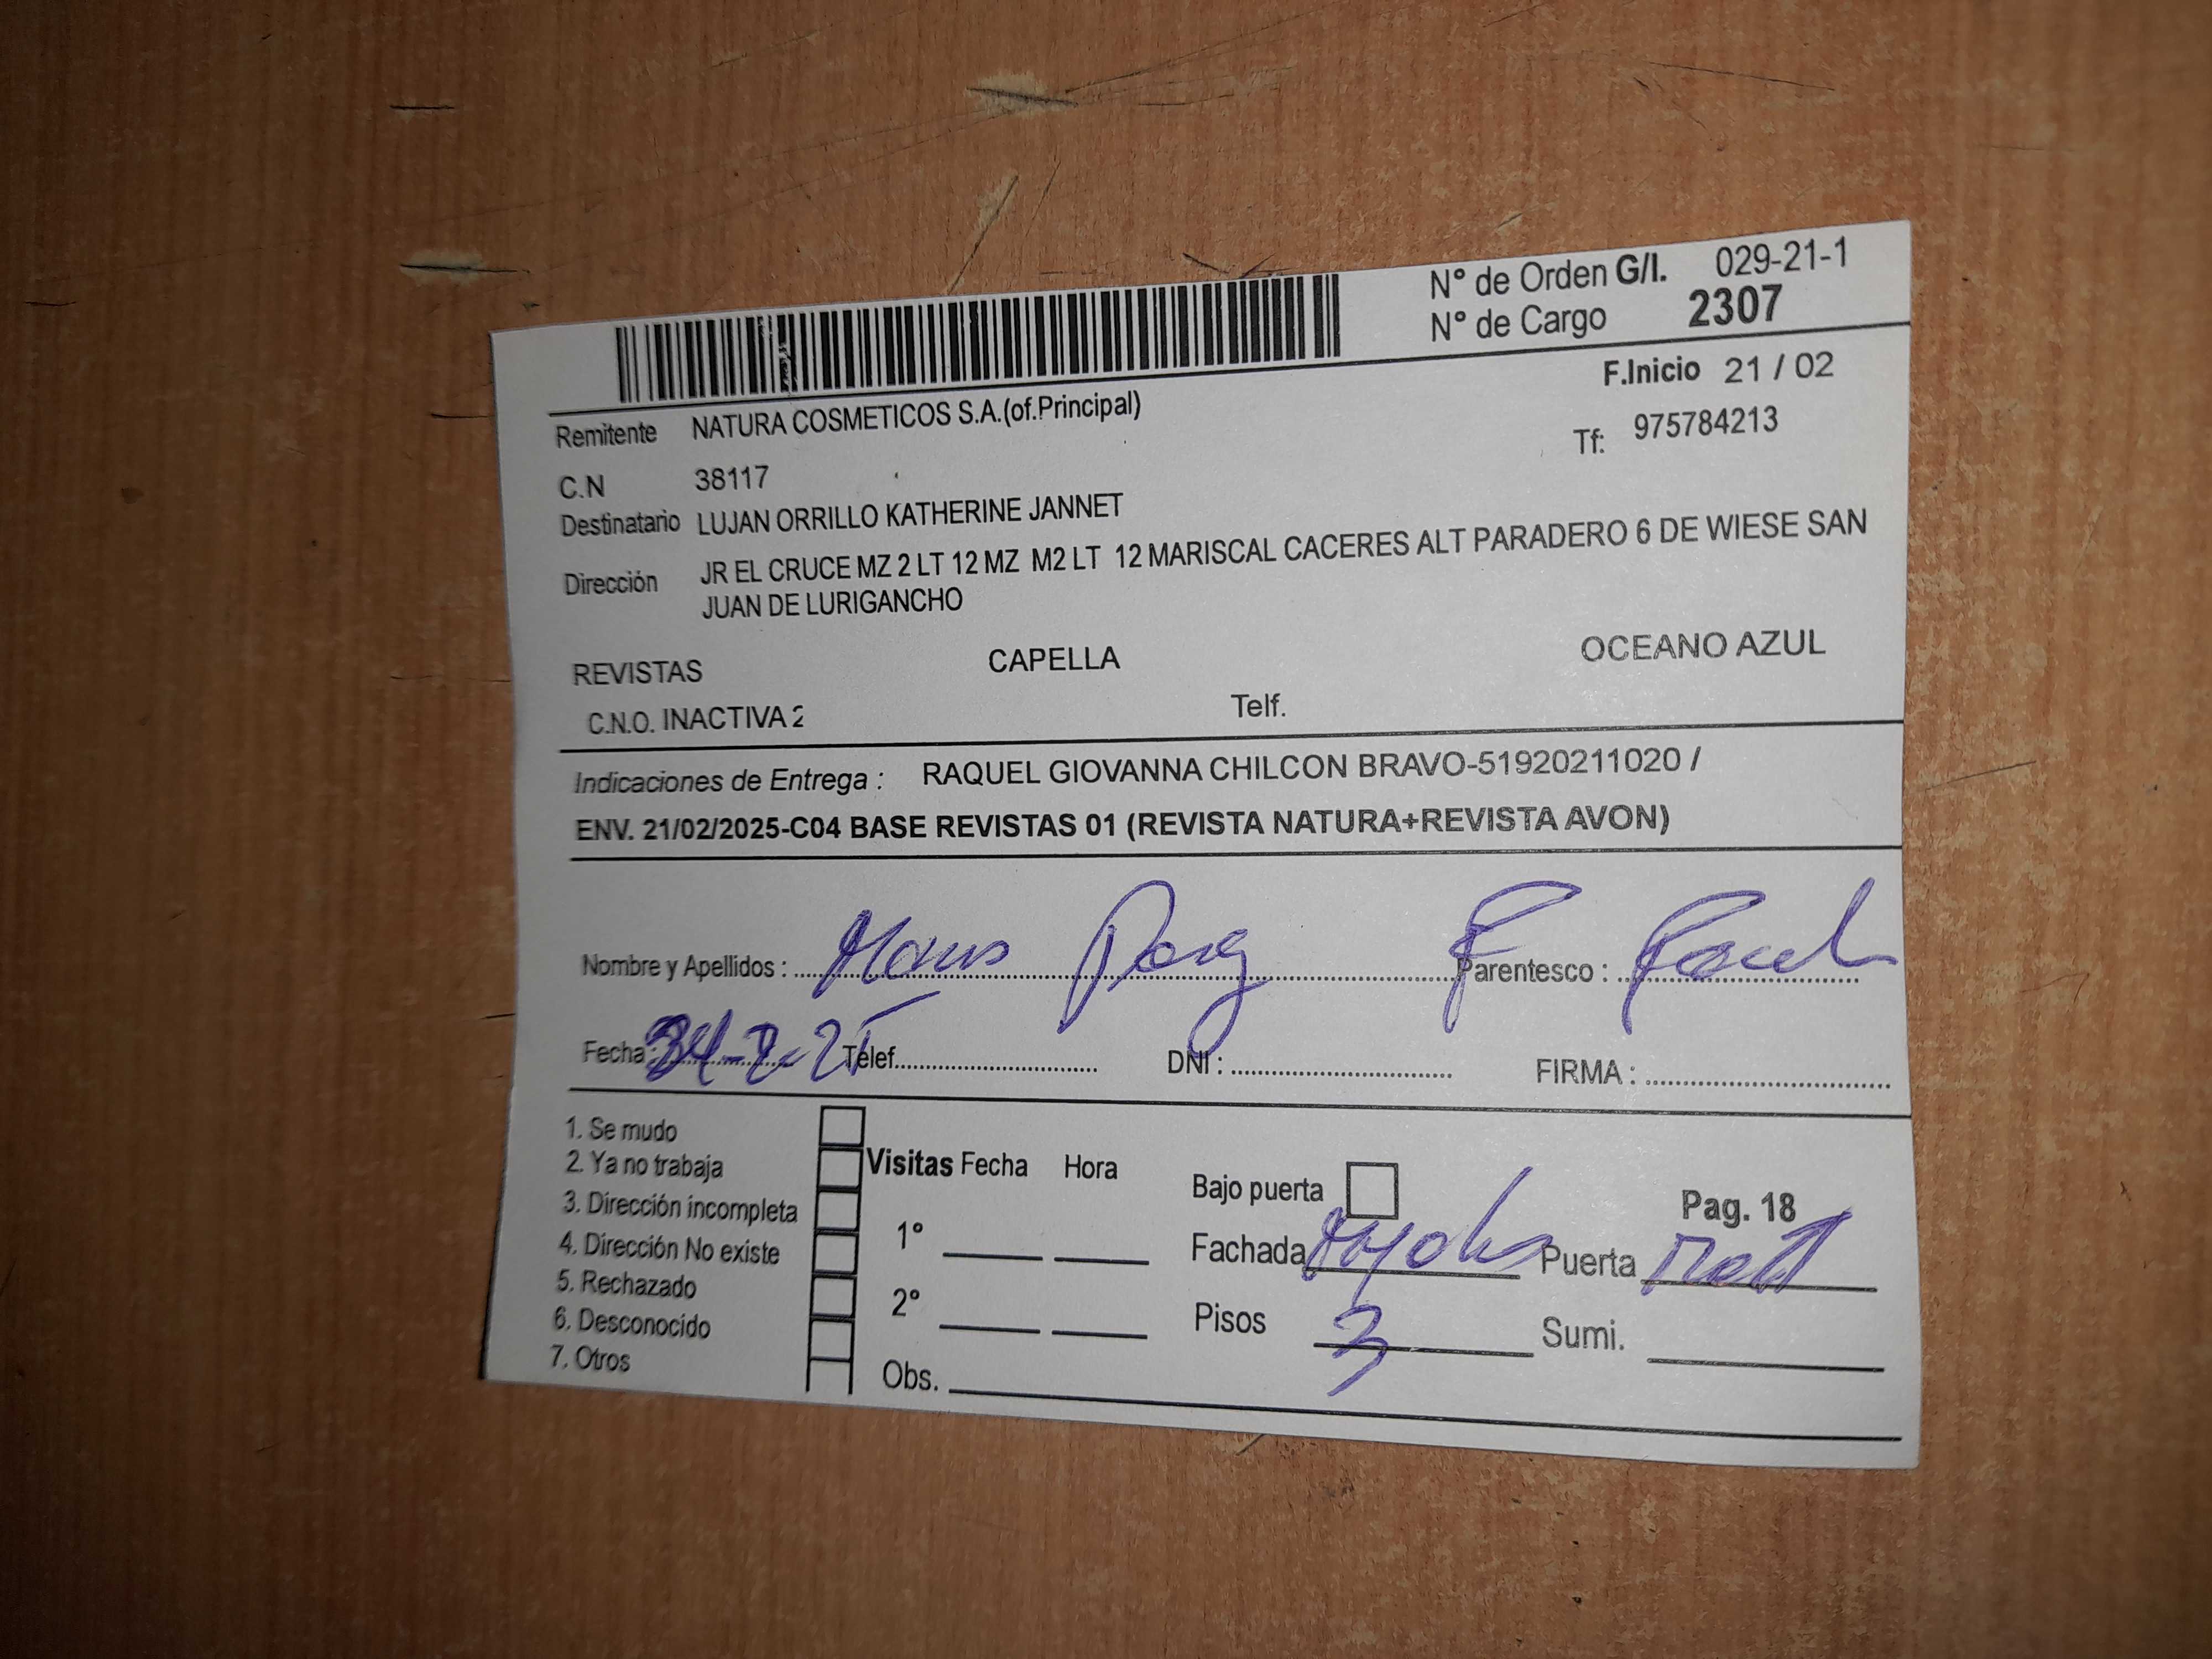 N° de Orden G/I. 029-21-1
N° de Cargo 2307
F.Inicio 21 / 02
Remitente NATURA COSMETICOS S.A.(of.Principal)
Tf: 975784213
C.N 38117
Destinatario LUJAN ORRILLO KATHERINE JANNET
Dirección JR EL CRUCE MZ 2 LT 12 MZ M2 LT 12 MARISCAL CACERES ALT PARADERO 6 DE WIESE SAN
JUAN DE LURIGANCHO
REVISTAS CAPELLA OCEANO AZUL
C.N.O. INACTIVA 2 Telf.
Indicaciones de Entrega : RAQUEL GIOVANNA CHILCON BRAVO-51920211020 /
ENV. 21/02/2025-C04 BASE REVISTAS 01 (REVISTA NATURA+REVISTA AVON)
Nombre y Apellidos : Parentesco :
Fecha : Telef. DNI : FIRMA :
1. Se mudo
2. Ya no trabaja
3. Dirección incompleta
4. Dirección No existe
5. Rechazado
6. Desconocido
7. Otros
Visitas Fecha Hora
1°
2°
Obs.
Bajo puerta Pag. 18
Fachada Puerta
Pisos 3 Sumi.